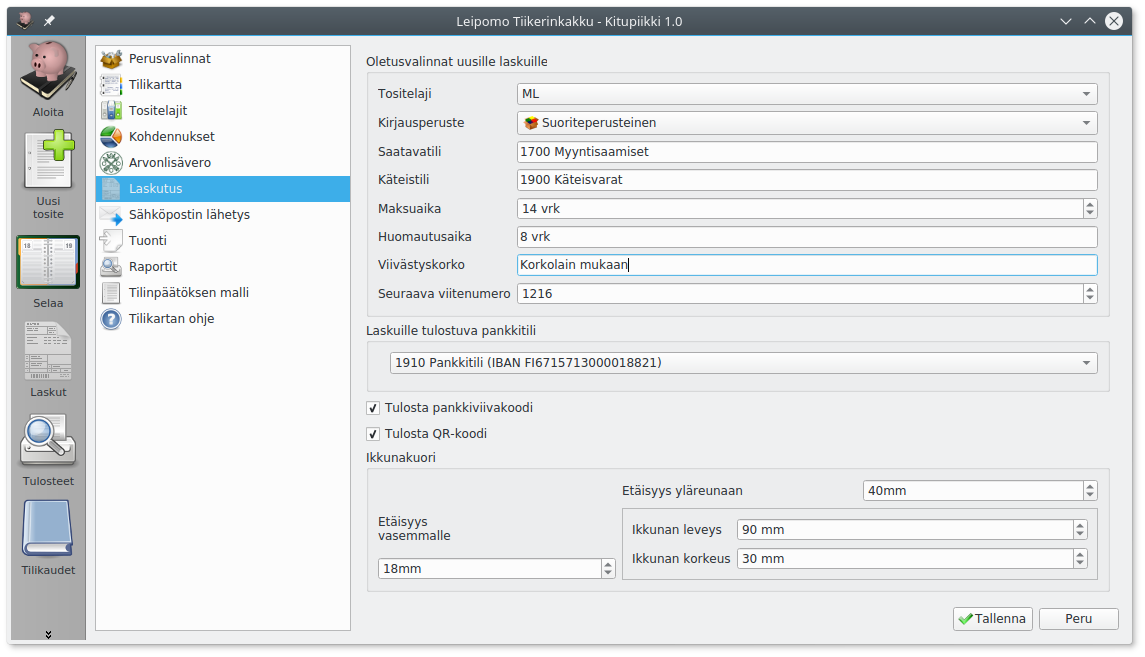 Leipomo Tiikerinkakku - Kitupiikki 1.0
Aloita
Uusi
tosite
18 19
Selaa
Laskut
Tulosteet
Tilikaudet
Perusvalinnat
Tilikartta
Tositelajit
Kohdennukset
Arvonlisävero
Laskutus
Sähköpostin lähetys
Tuonti
Raportit
Tilinpäätöksen malli
Tilikartan ohje
Oletusvalinnat uusille laskuille
Tositelaji ML
Kirjausperuste Suoriteperusteinen
Saatavatili 1700 Myyntisaamiset
Käteistili 1900 Käteisvarat
Maksuaika 14 vrk
Huomautusaika 8 vrk
Viivästyskorko Korkolain mukaan
Seuraava viitenumero 1216
Laskuille tulostuva pankkitili
1910 Pankkitili (IBAN FI6715713000018821)
Tulosta pankkiviivakoodi
Tulosta QR-koodi
Ikkunakuori
Etäisyys yläreunaan 40mm
Etäisyys
vasemmalle
18mm
Ikkunan leveys 90 mm
Ikkunan korkeus 30 mm
Tallenna Peru